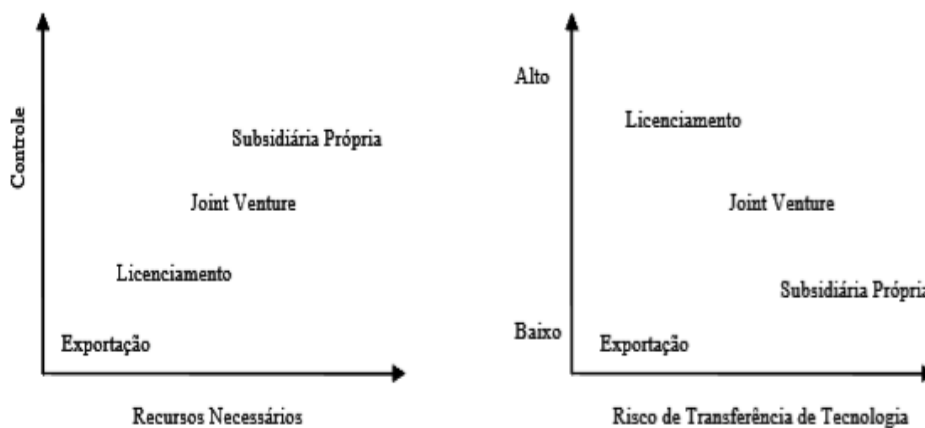 Controle
Subsidiária Própria
Joint Venture
Licenciamento
Exportação
Recursos Necessários
Alto
Licenciamento
Joint Venture
Subsidiária Própria
Baixo
Exportação
Risco de Transferência de Tecnologia